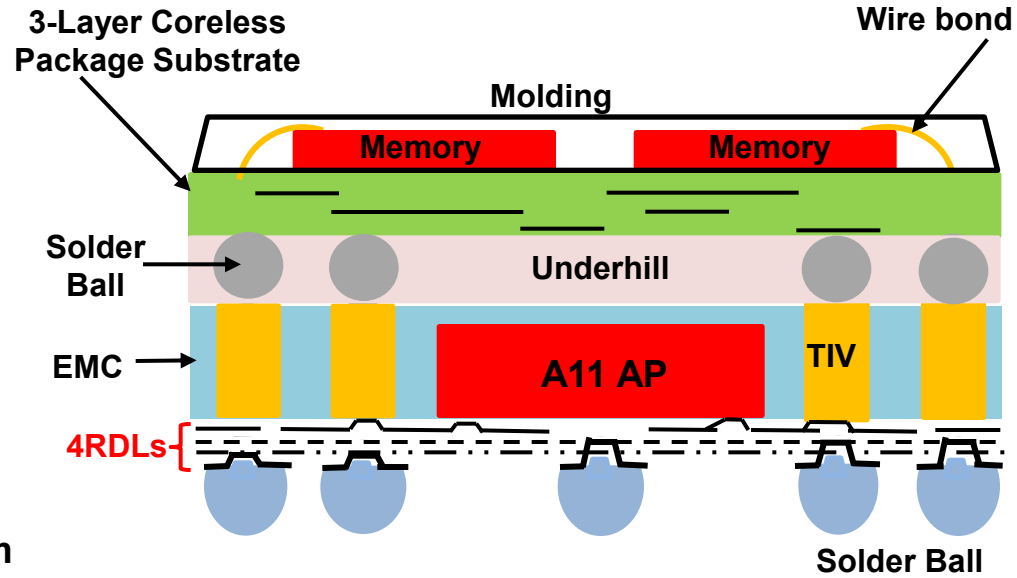 3-Layer Coreless
Package Substrate
Wire bond
Molding
Memory
Memory
Solder
Ball
Underhill
EMC
A11 AP
TIV
4RDLs
Solder Ball